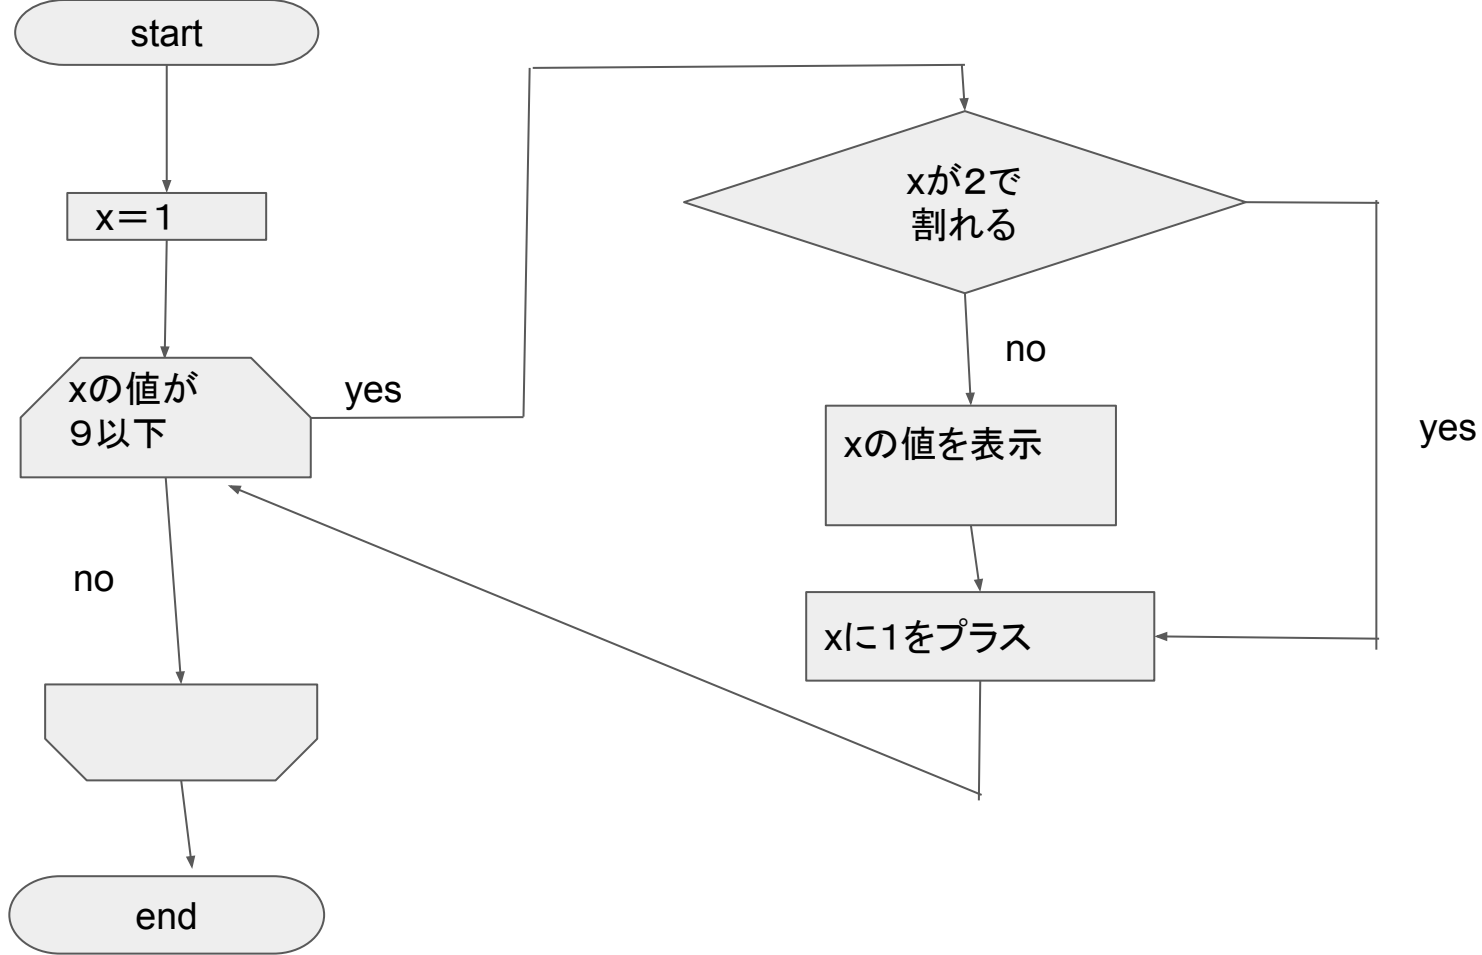 start
x＝1
xの値が
９以下
yes
no
end
xが２で
割れる
no
yes
xの値を表示
xに１をプラス